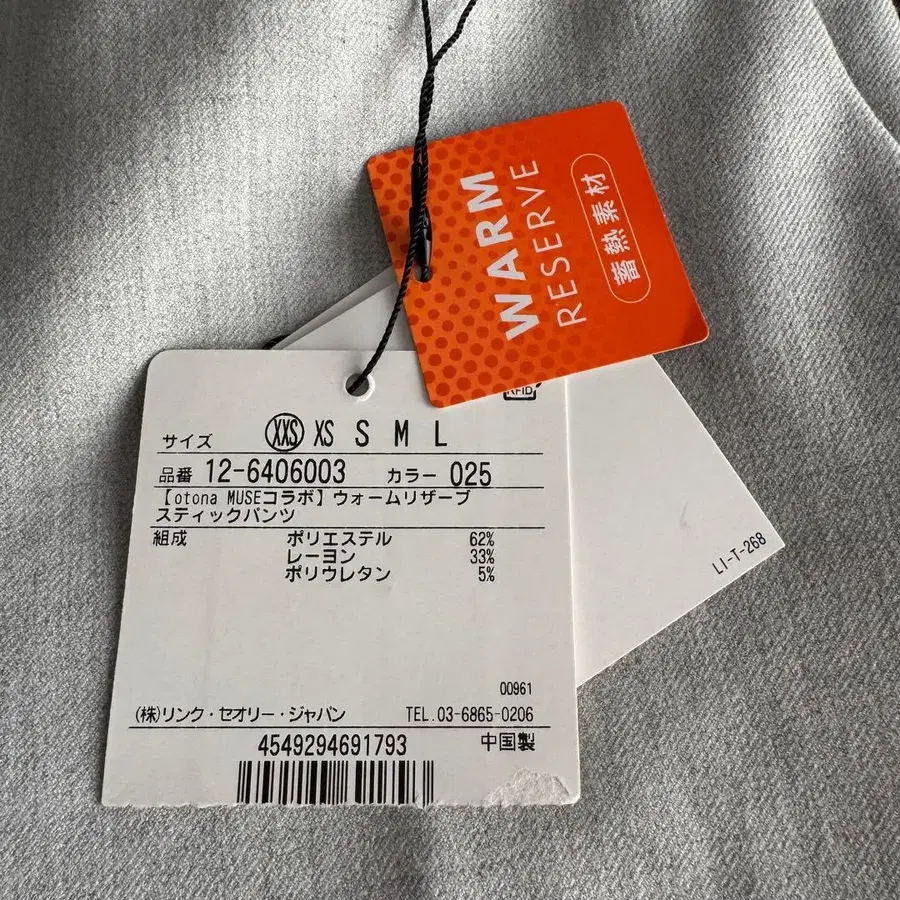 WARM
RESERVE
蓄熱素材
RFID
サイズ XXS XS S M L
品番 12-6406003 カラー 025
【otona MUSEコラボ】ウォームリザーブ
スティックパンツ
組成 ポリエステル 62%
レーヨン 33%
ポリウレタン 5%
00961
(株)リンク・セオリー・ジャパン TEL.03-6865-0206
4549294691793 中国製
LI-T-268